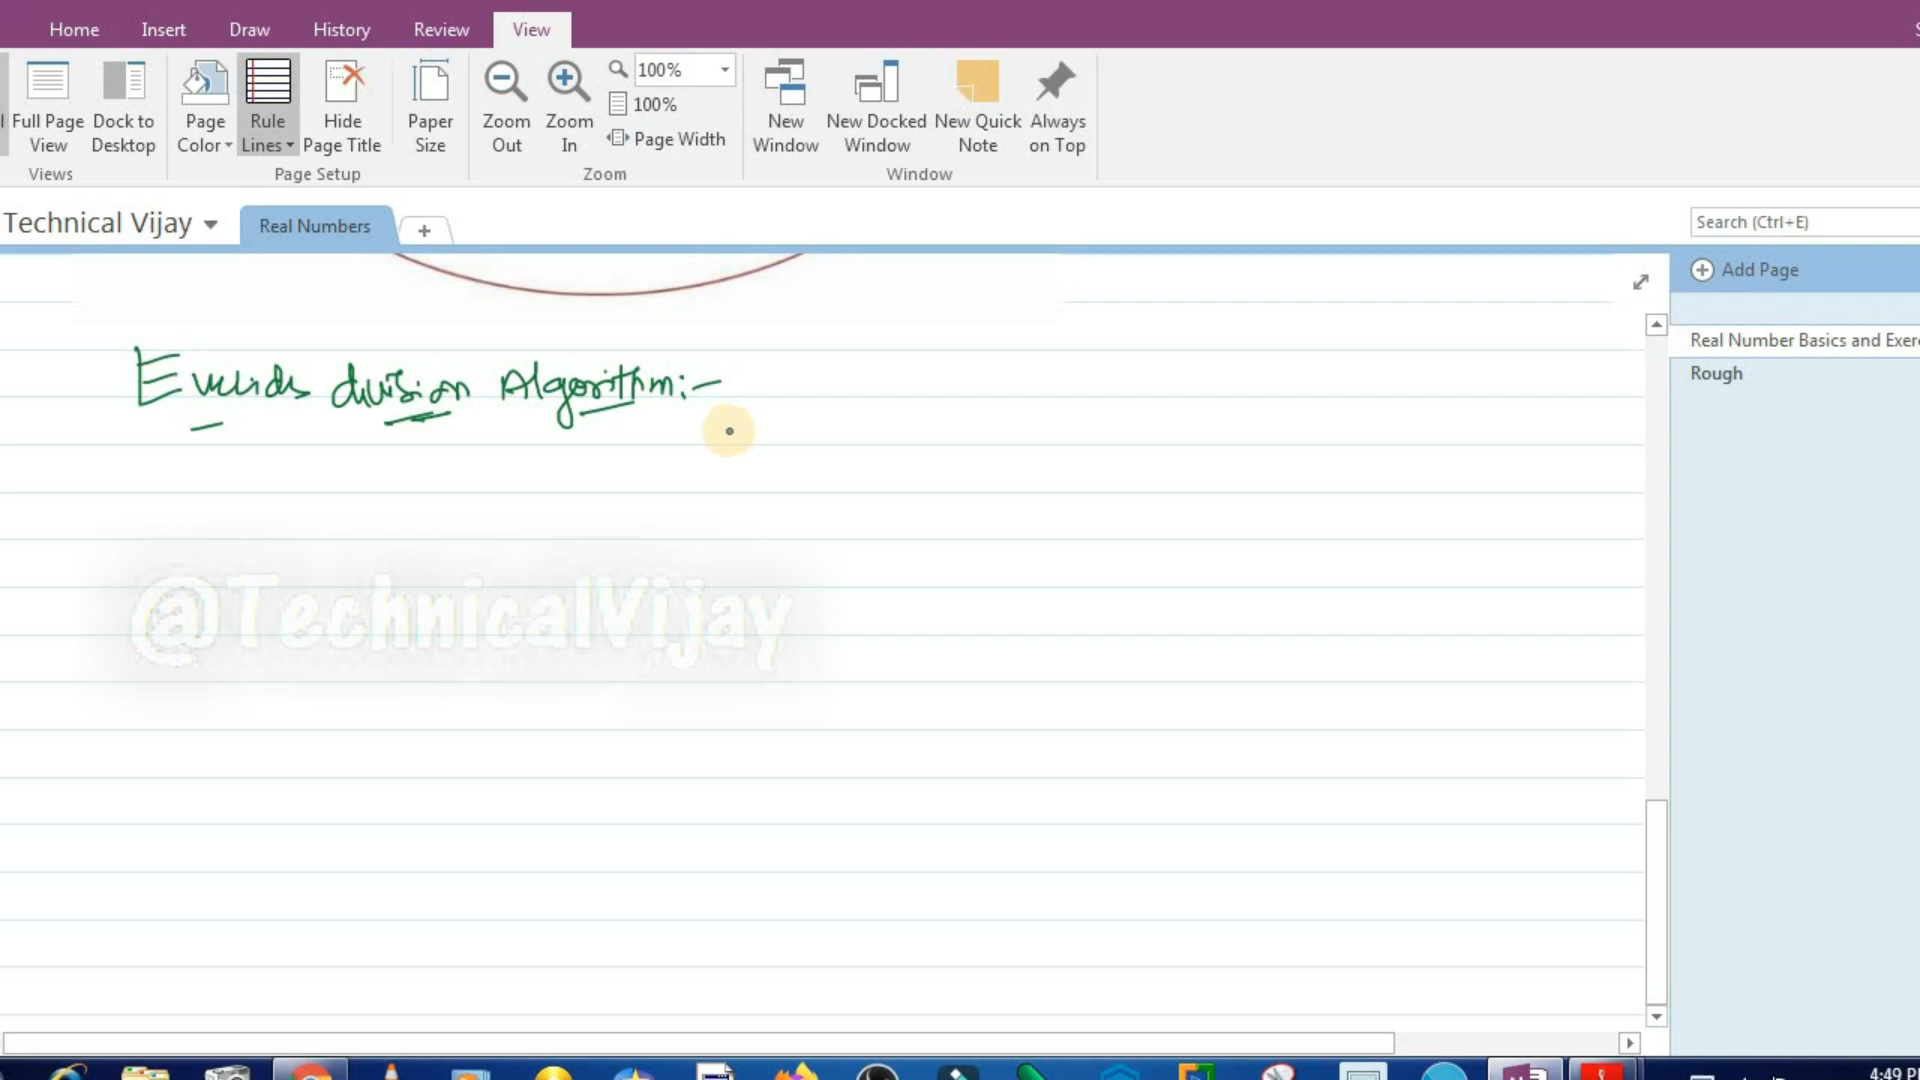 Home Insert Draw History Review View
Full Page View
Dock to Desktop
Views
Page Color
Rule Lines
Hide Page Title
Paper Size
Page Setup
Zoom Out
Zoom In
100%
100%
Page Width
Zoom
New Window
New Docked Window
New Quick Note
Always on Top
Window
Technical Vijay
Real Numbers
+
Search (Ctrl+E)
Add Page
Real Number Basics and Exerc
Rough
Euclids division Algorithm:-
@TechnicalVijay
4:49 P